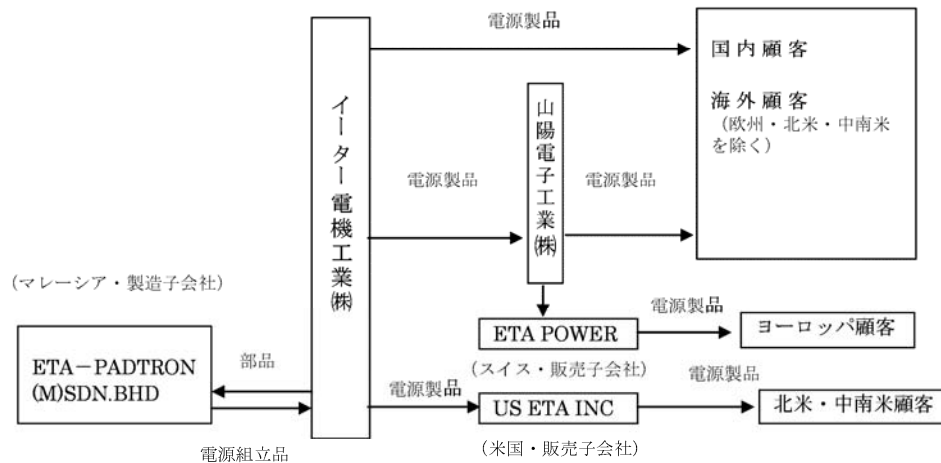 電源製品
イーター電機工業㈱
国内顧客
海外顧客
（欧州・北米・中南米
を除く）
山陽電子工業㈱
電源製品
電源製品
（マレーシア・製造子会社）
ETA－PADTRON
(M)SDN.BHD
部品
電源組立品
ETA POWER
（スイス・販売子会社）
電源製品
ヨーロッパ顧客
電源製品
US ETA INC
（米国・販売子会社）
電源製品
北米・中南米顧客